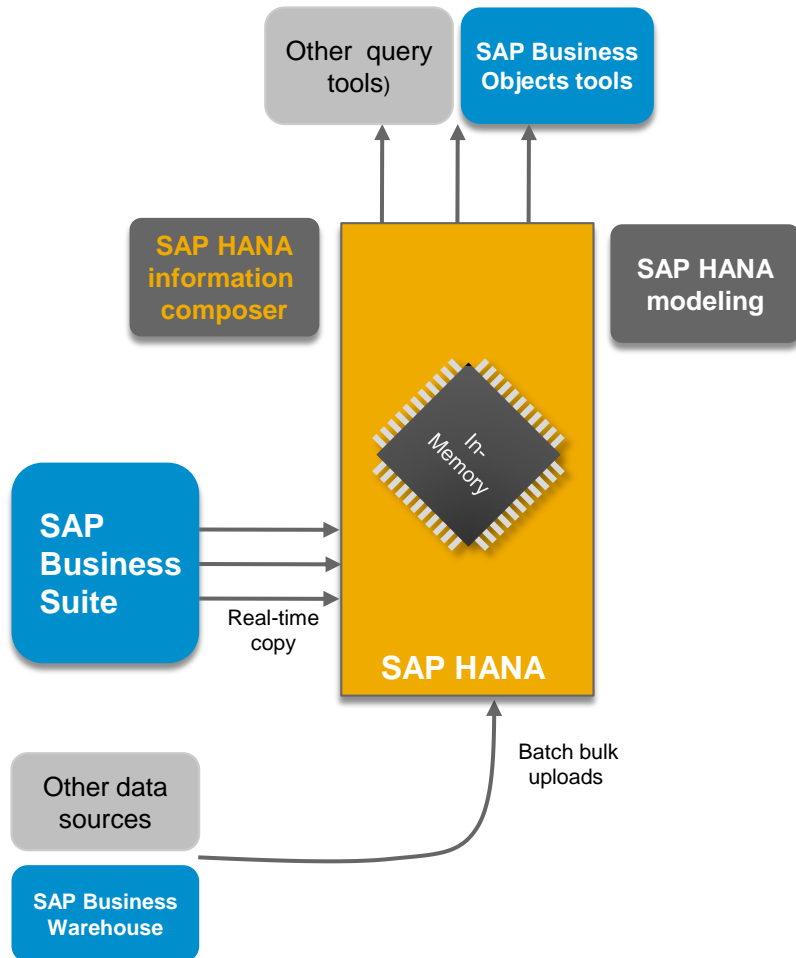 Other query
tools)
SAP Business
Objects tools
SAP HANA
information
composer
SAP HANA
modeling
In-
Memory
SAP
Business
Suite
Real-time
copy
SAP HANA
Batch bulk
uploads
Other data
sources
SAP Business
Warehouse